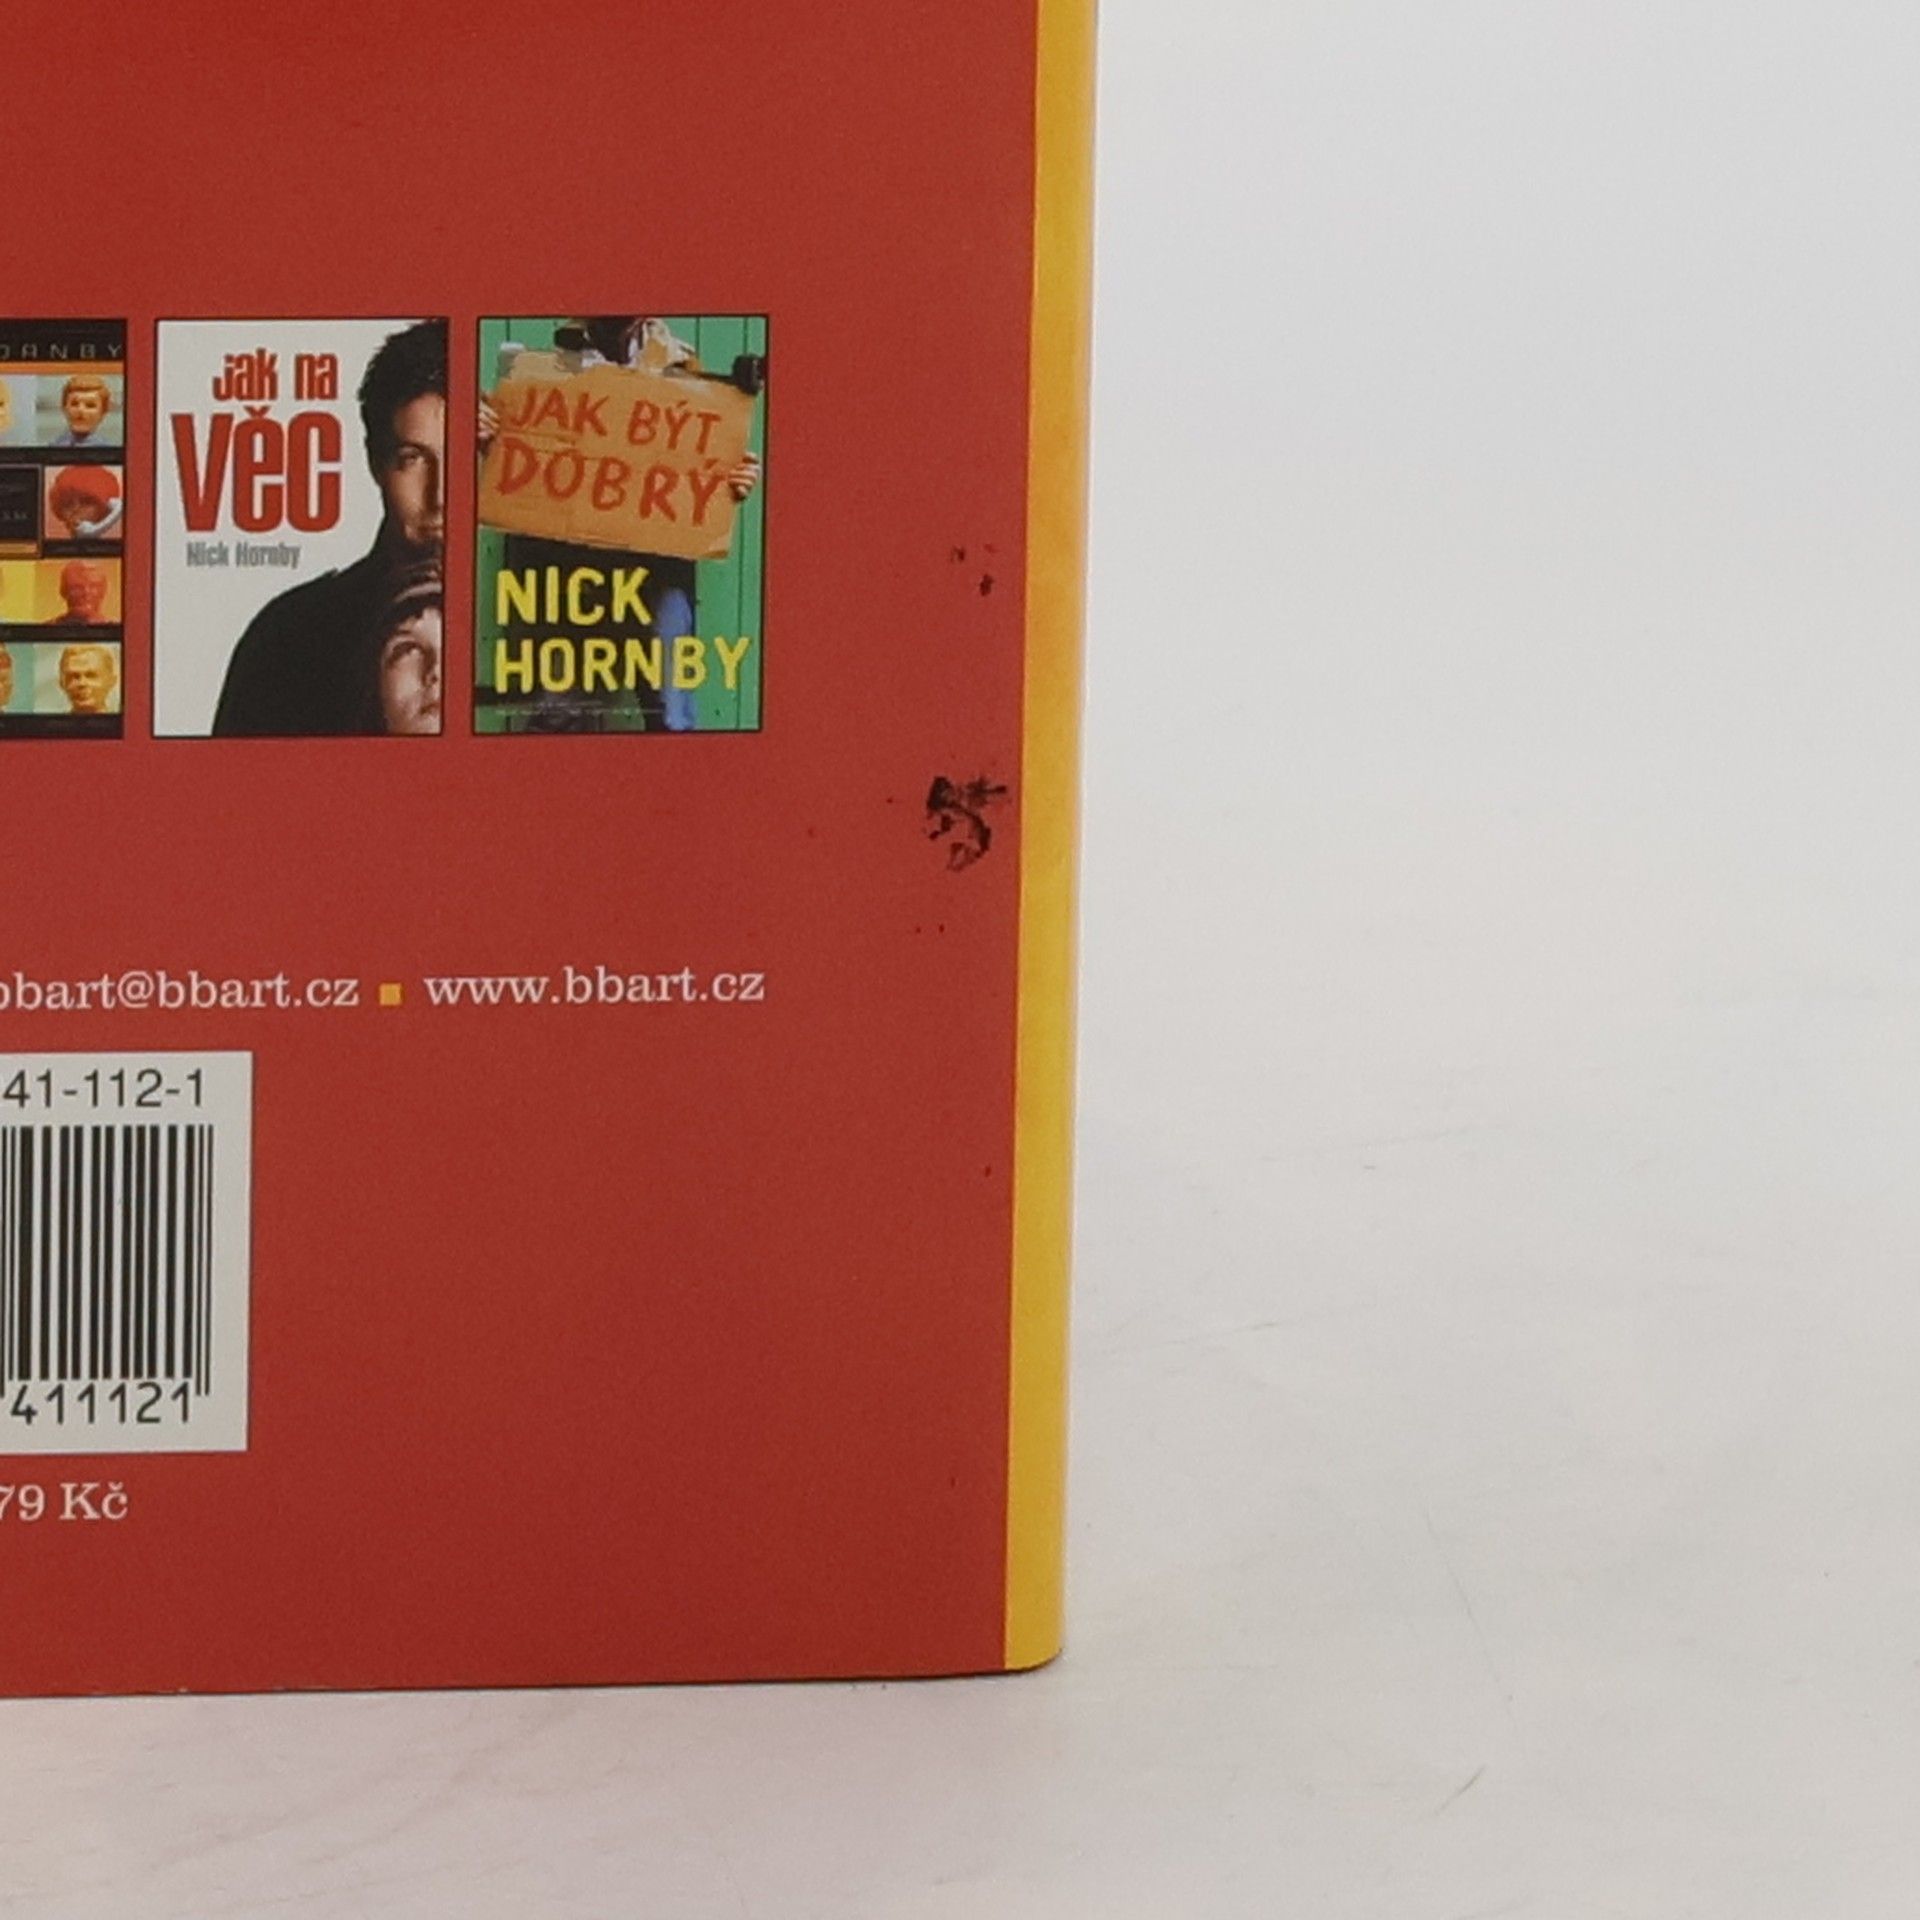 ORNBY
jak na
VĚC
Nick Hornby
JAK BÝT
DOBRÝ
NICK
HORNBY
bbart@bbart.cz ▪ www.bbart.cz
41-112-1
411121
79 Kč